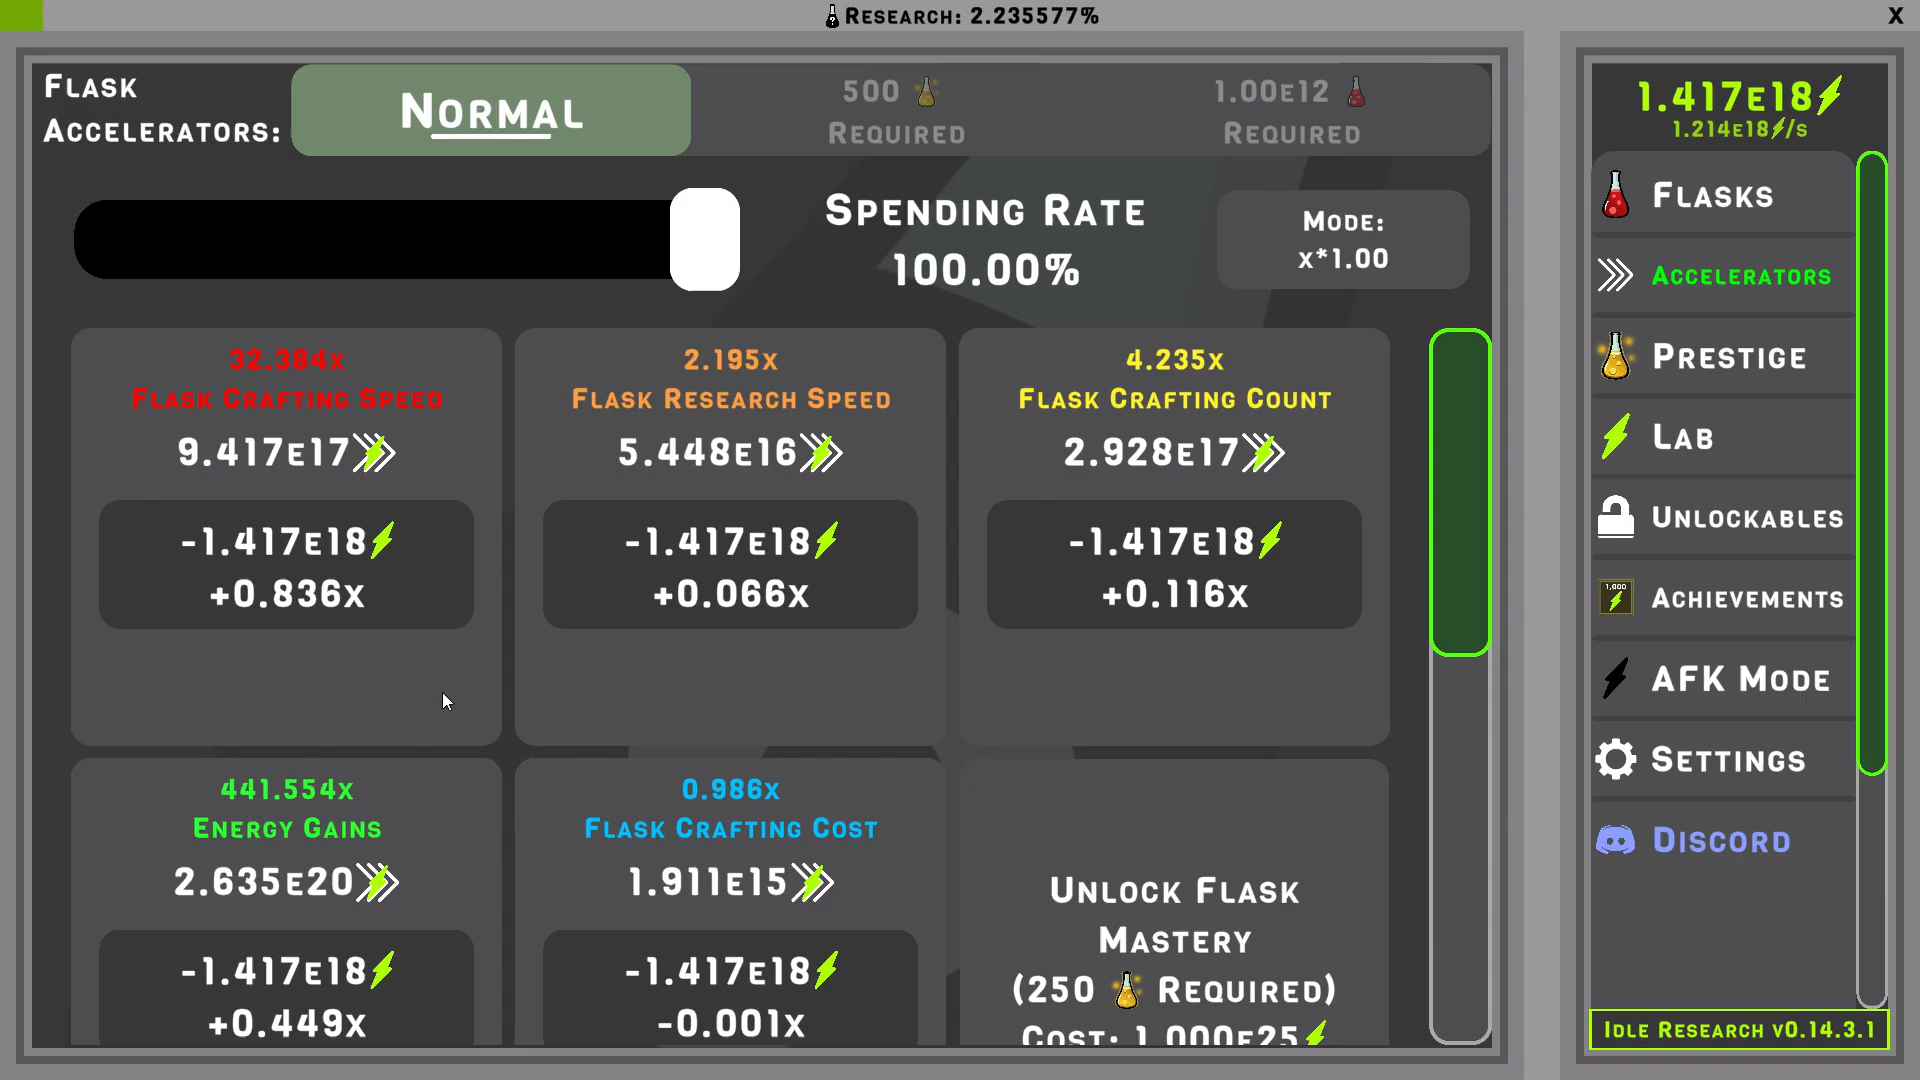 Research: 2.235577%
X
Flask
Accelerators:
Normal
500
Required
1.00e12
Required
Spending Rate
100.00%
Mode:
x*1.00
32.384x
Flask Crafting Speed
9.417e17
-1.417e18
+0.836x
2.195x
Flask Research Speed
5.448e16
-1.417e18
+0.066x
4.235x
Flask Crafting Count
2.928e17
-1.417e18
+0.116x
441.554x
Energy Gains
2.635e20
-1.417e18
+0.449x
0.986x
Flask Crafting Cost
1.911e15
-1.417e18
-0.001x
Unlock Flask
Mastery
(250 Required)
Cost: 1.000e25
1.417e18
1.214e18/s
Flasks
Accelerators
Prestige
Lab
Unlockables
1,000
Achievements
AFK Mode
Settings
Discord
Idle Research v0.14.3.1